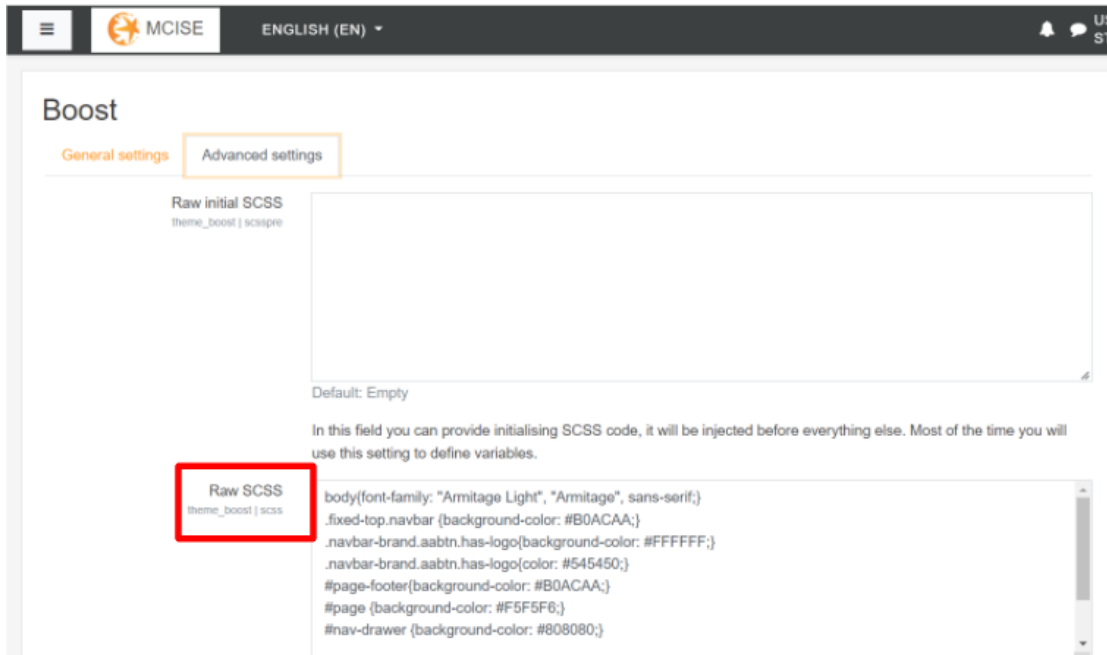 MCISE ENGLISH (EN)
Boost
General settings Advanced settings
Raw initial SCSS
theme_boost | scsspre
Default: Empty
In this field you can provide initialising SCSS code, it will be injected before everything else. Most of the time you will
use this setting to define variables.
Raw SCSS
theme_boost | scss
body{font-family: "Armitage Light", "Armitage", sans-serif;}
.fixed-top.navbar {background-color: #B0ACAA;}
.navbar-brand.aabtn.has-logo{background-color: #FFFFFF;}
.navbar-brand.aabtn.has-logo{color: #545450;}
#page-footer{background-color: #B0ACAA;}
#page {background-color: #F5F5F6;}
#nav-drawer {background-color: #808080;}